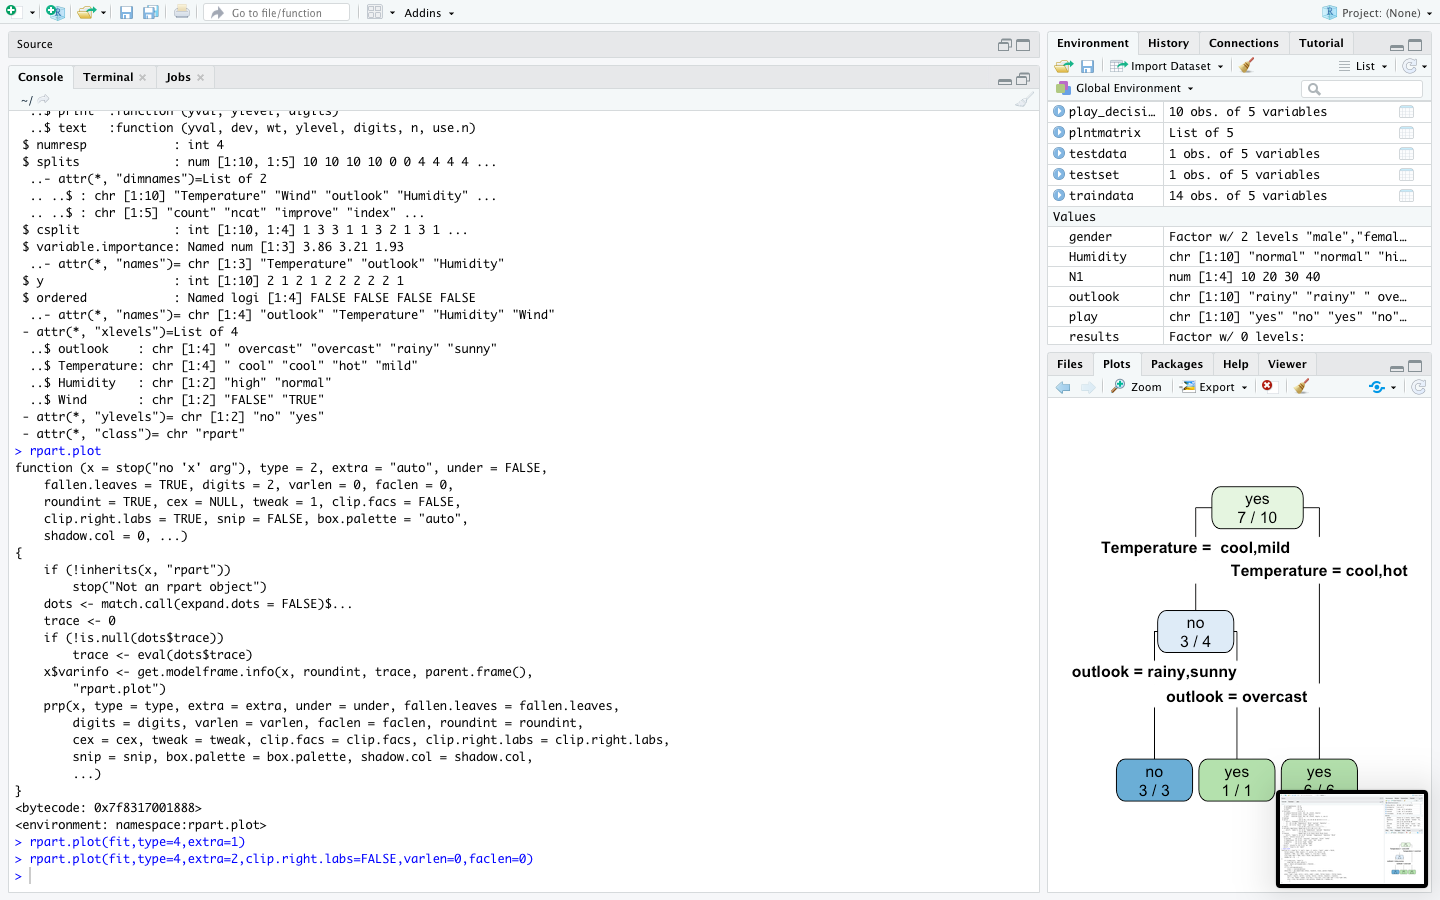 Go to file/function
Addins
Project: (None)
Source
Console Terminal Jobs
~/
..$ print :function (yval, ylevel, digits)
..$ text :function (yval, dev, wt, ylevel, digits, n, use.n)
$ numresp : int 4
$ splits : num [1:10, 1:5] 10 10 10 10 0 0 4 4 4 4 ...
..- attr(*, "dimnames")=List of 2
.. ..$ : chr [1:10] "Temperature" "Wind" "outlook" "Humidity" ...
.. ..$ : chr [1:5] "count" "ncat" "improve" "index" ...
$ csplit : int [1:10, 1:4] 1 3 3 1 1 3 2 1 3 1 ...
$ variable.importance: Named num [1:3] 3.86 3.21 1.93
..- attr(*, "names")= chr [1:3] "Temperature" "outlook" "Humidity"
$ y : int [1:10] 2 1 2 1 2 2 2 2 2 1
$ ordered : Named logi [1:4] FALSE FALSE FALSE FALSE
..- attr(*, "names")= chr [1:4] "outlook" "Temperature" "Humidity" "Wind"
- attr(*, "xlevels")=List of 4
..$ outlook : chr [1:4] " overcast" "overcast" "rainy" "sunny"
..$ Temperature: chr [1:4] " cool" "cool" "hot" "mild"
..$ Humidity : chr [1:2] "high" "normal"
..$ Wind : chr [1:2] "FALSE" "TRUE"
- attr(*, "ylevels")= chr [1:2] "no" "yes"
- attr(*, "class")= chr "rpart"
> rpart.plot
function (x = stop("no 'x' arg"), type = 2, extra = "auto", under = FALSE,
fallen.leaves = TRUE, digits = 2, varlen = 0, faclen = 0,
roundint = TRUE, cex = NULL, tweak = 1, clip.facs = FALSE,
clip.right.labs = TRUE, snip = FALSE, box.palette = "auto",
shadow.col = 0, ...)
{
if (!inherits(x, "rpart"))
stop("Not an rpart object")
dots <- match.call(expand.dots = FALSE)$...
trace <- 0
if (!is.null(dots$trace))
trace <- eval(dots$trace)
x$varinfo <- get.modelframe.info(x, roundint, trace, parent.frame(),
"rpart.plot")
prp(x, type = type, extra = extra, under = under, fallen.leaves = fallen.leaves,
digits = digits, varlen = varlen, faclen = faclen, roundint = roundint,
cex = cex, tweak = tweak, clip.facs = clip.facs, clip.right.labs = clip.right.labs,
snip = snip, box.palette = box.palette, shadow.col = shadow.col,
...)
}
<bytecode: 0x7f8317001888>
<environment: namespace:rpart.plot>
> rpart.plot(fit,type=4,extra=1)
> rpart.plot(fit,type=4,extra=2,clip.right.labs=FALSE,varlen=0,faclen=0)
>
Environment History Connections Tutorial
Import Dataset List
Global Environment
play_decisi… 10 obs. of 5 variables
plntmatrix List of 5
testdata 1 obs. of 5 variables
testset 1 obs. of 5 variables
traindata 14 obs. of 5 variables
Values
gender Factor w/ 2 levels "male","femal…
Humidity chr [1:10] "normal" "normal" "hi…
N1 num [1:4] 10 20 30 40
outlook chr [1:10] "rainy" "rainy" " ove…
play chr [1:10] "yes" "no" "yes" "no"…
results Factor w/ 0 levels:
Files Plots Packages Help Viewer
Zoom Export
yes
7 / 10
Temperature = cool,mild
Temperature = cool,hot
no
3 / 4
outlook = rainy,sunny
outlook = overcast
no yes yes
3 / 3 1 / 1 6 / 6